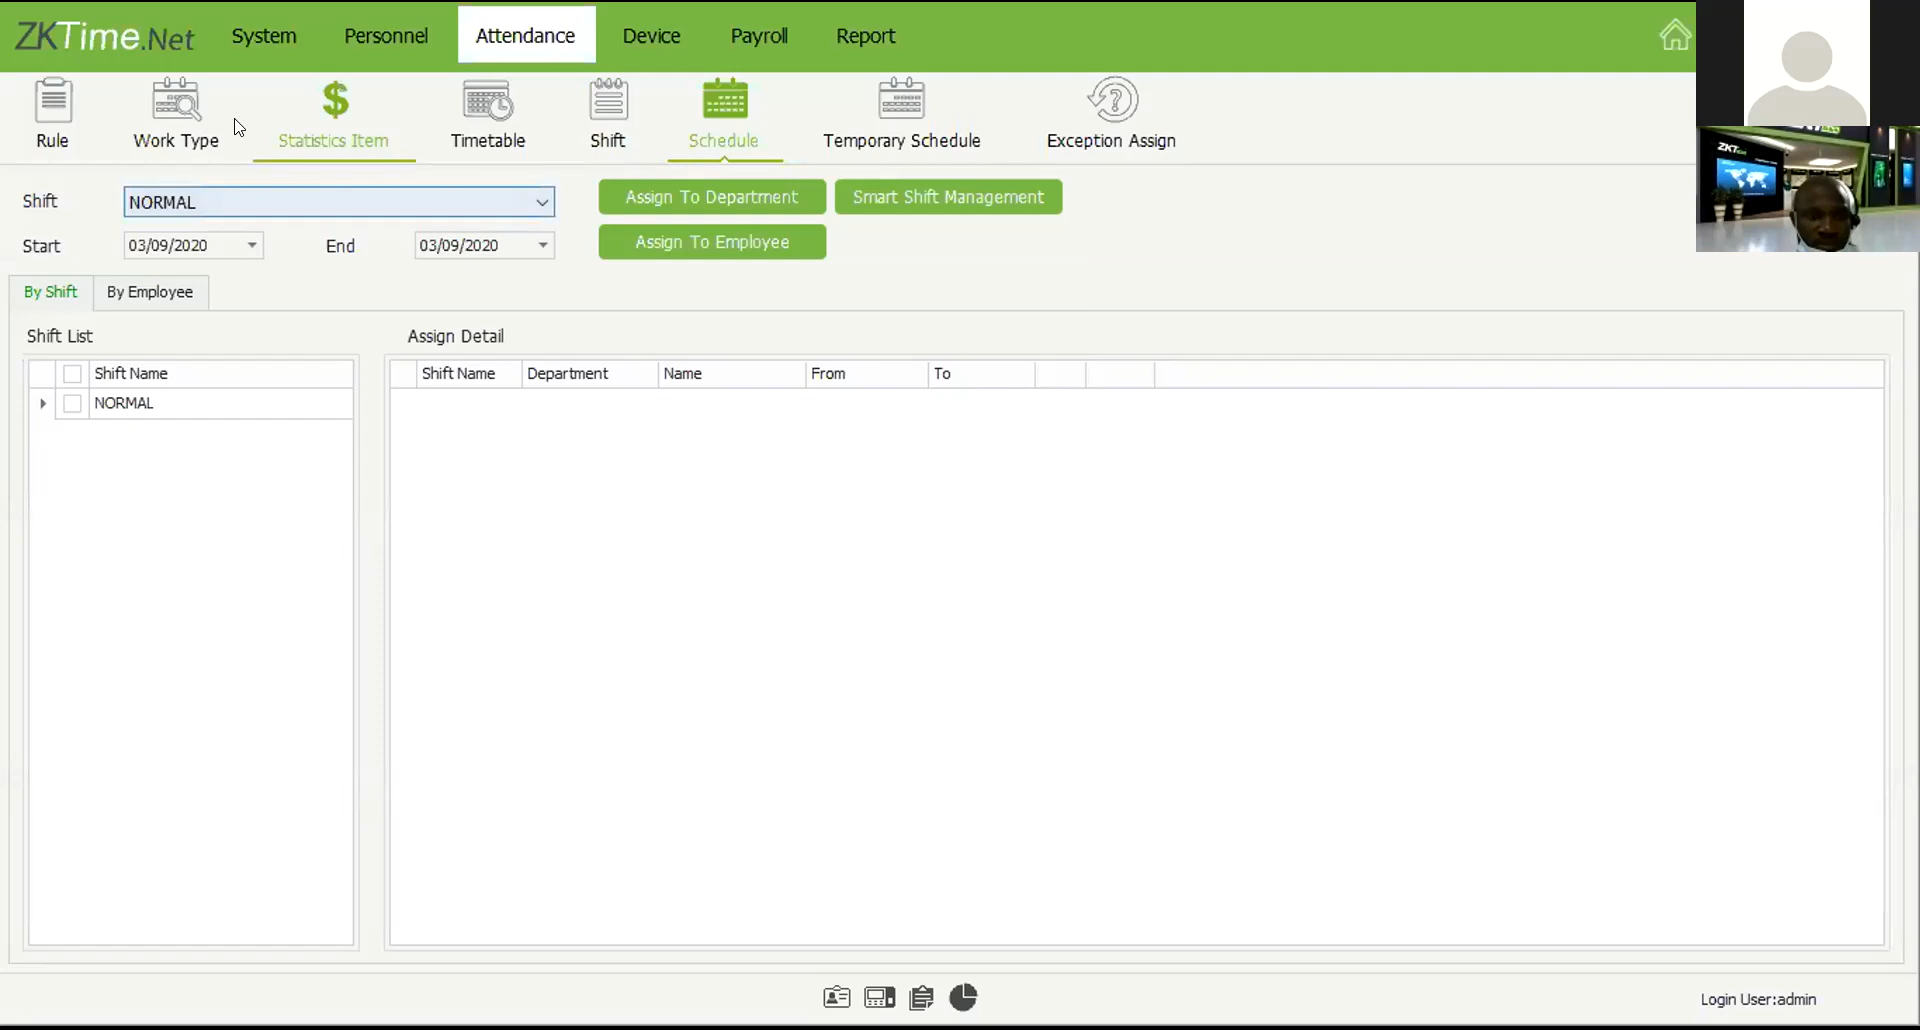 ZKTime.Net System Personnel Attendance Device Payroll Report
Rule Work Type Statistics Item Timetable Shift Schedule Temporary Schedule Exception Assign
ZKT
Shift NORMAL Assign To Department Smart Shift Management
Start 03/09/2020 End 03/09/2020 Assign To Employee
By Shift By Employee
Shift List Assign Detail
Shift Name Shift Name Department Name From To
NORMAL
Login User:admin